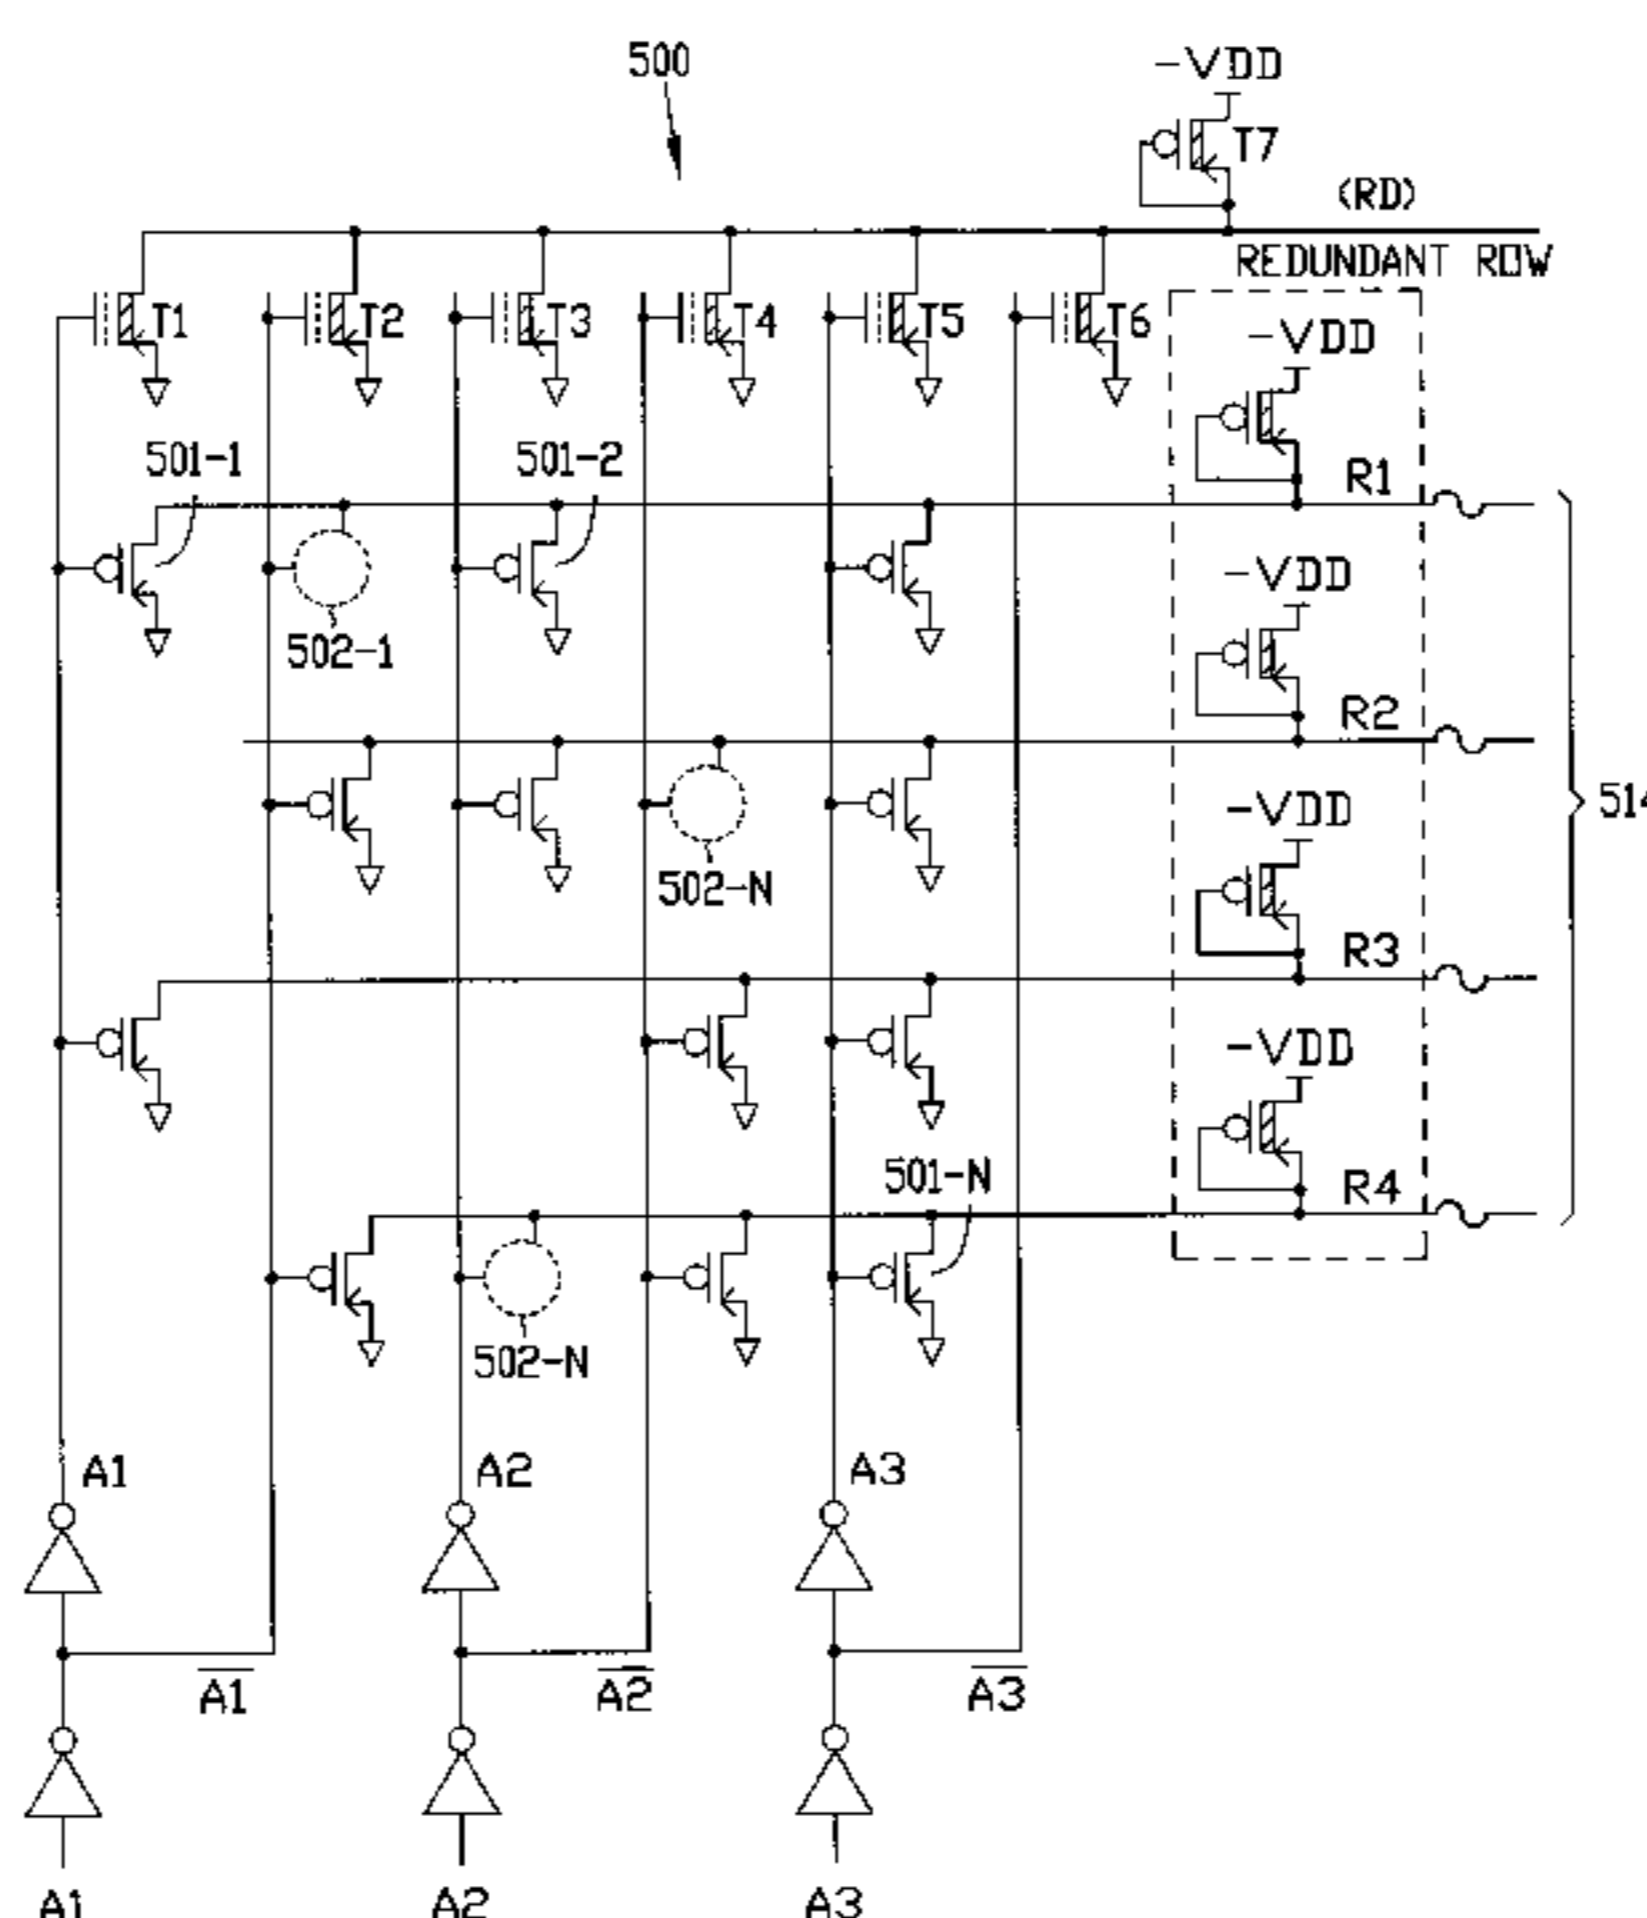 500
-VDD
T7
(RD)
REDUNDANT ROW
T1
T2
T3
T4
T5
T6
-VDD
501-1
501-2
R1
502-1
-VDD
R2
502-N
-VDD
R3
-VDD
501-N
R4
502-N
514
A1
A2
A3
A1
A2
A3
A1
A2
A3